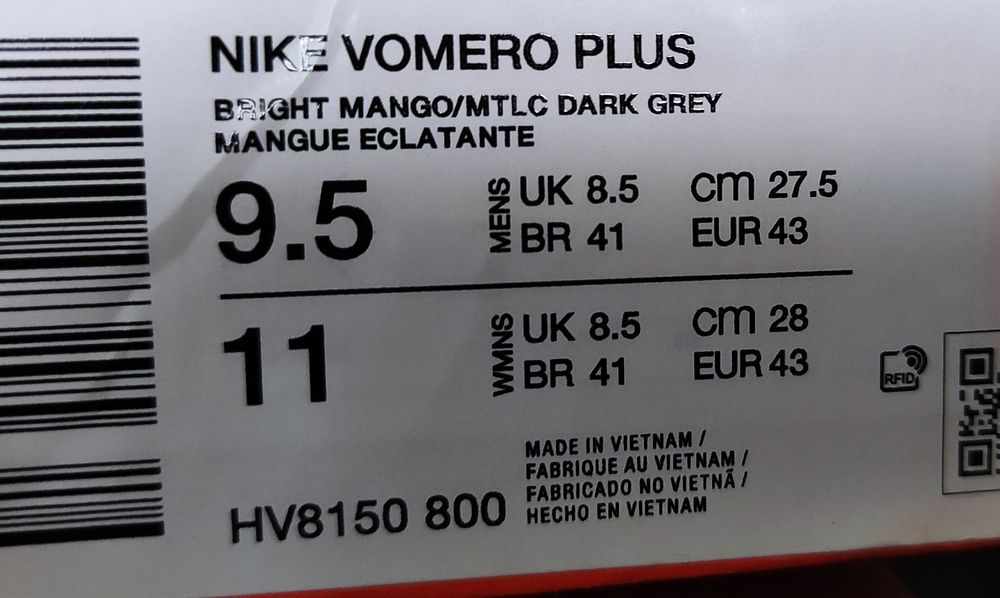 NIKE VOMERO PLUS
BRIGHT MANGO/MTLC DARK GREY
MANGUE ECLATANTE
9.5 MENS UK 8.5 cm 27.5
BR 41 EUR 43
11 WMNS UK 8.5 cm 28
BR 41 EUR 43
RFID
MADE IN VIETNAM /
FABRIQUE AU VIETNAM /
FABRICADO NO VIETNÃ /
HECHO EN VIETNAM
HV8150 800